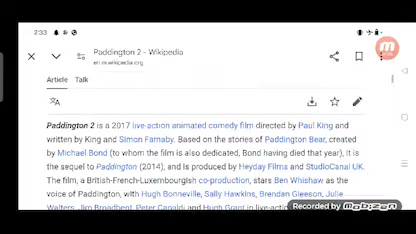 2:33
Paddington 2 - Wikipedia
en.m.wikipedia.org
Article Talk
Paddington 2 is a 2017 live-action animated comedy film directed by Paul King and
written by King and Simon Farnaby. Based on the stories of Paddington Bear, created
by Michael Bond (to whom the film is also dedicated, Bond having died that year), it is
the sequel to Paddington (2014), and is produced by Heyday Films and StudioCanal UK.
The film, a British-French-Luxembourgish co-production, stars Ben Whishaw as the
voice of Paddington, with Hugh Bonneville, Sally Hawkins, Brendan Gleeson, Julie
Walters, Jim Broadbent, Peter Capaldi and Hugh Grant in live-action
Recorded by Mobizen